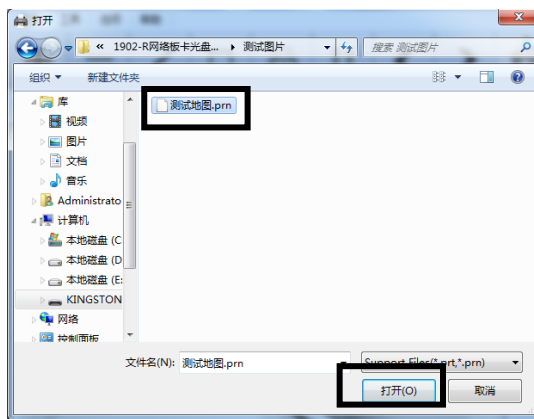 打开
« 1902-R网络板卡光盘... ▸ 测试图片
搜索 测试图片
组织 新建文件夹
库
视频
图片
文档
音乐
Administrato
计算机
本地磁盘 (C
本地磁盘 (D
本地磁盘 (E:
KINGSTON
网络
控制面板
测试地图.prn
文件名(N): 测试地图.prn
Support Files(*.prt,*.prn)
打开(O) 取消